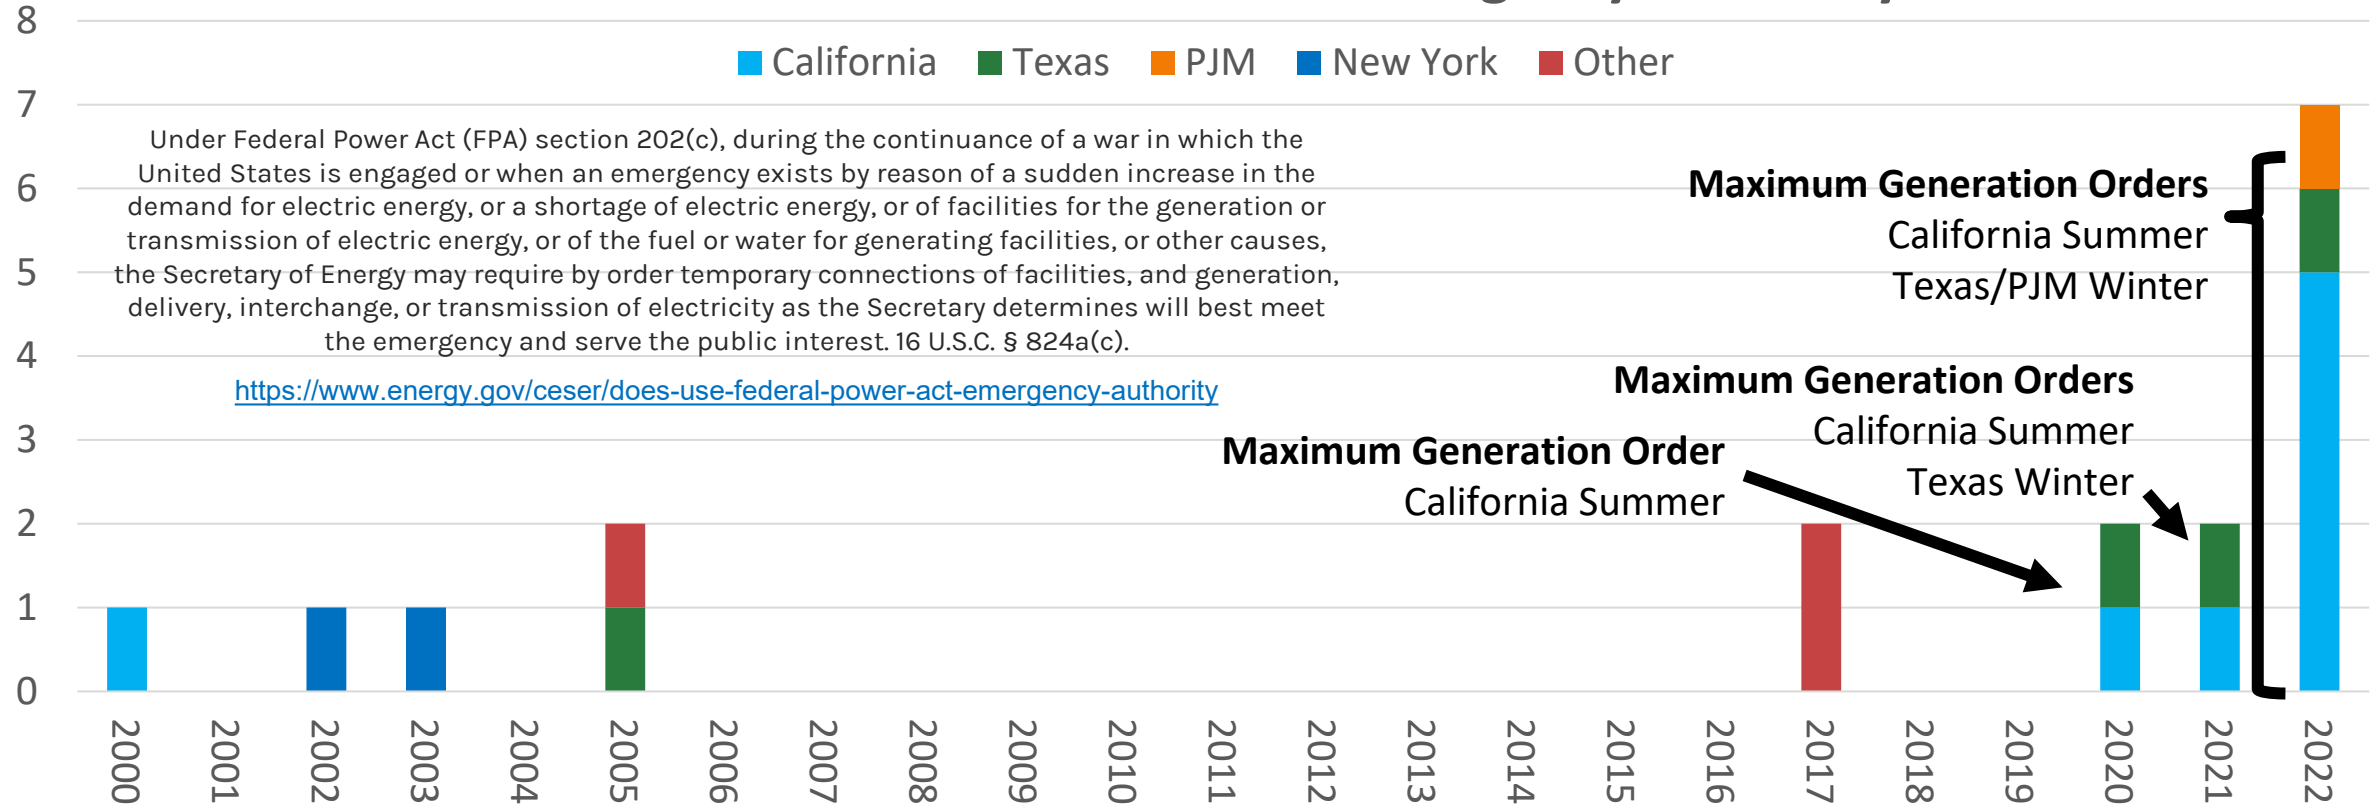 8
California Texas PJM New York Other
7
Under Federal Power Act (FPA) section 202(c), during the continuance of a war in which the
United States is engaged or when an emergency exists by reason of a sudden increase in the
demand for electric energy, or a shortage of electric energy, or of facilities for the generation or
transmission of electric energy, or of the fuel or water for generating facilities, or other causes,
the Secretary of Energy may require by order temporary connections of facilities, and generation,
delivery, interchange, or transmission of electricity as the Secretary determines will best meet
the emergency and serve the public interest. 16 U.S.C. § 824a(c).
https://www.energy.gov/ceser/does-use-federal-power-act-emergency-authority
Maximum Generation Orders
California Summer
Texas/PJM Winter
Maximum Generation Orders
California Summer
Texas Winter
Maximum Generation Order
California Summer
6
5
4
3
2
1
0
2000
2001
2002
2003
2004
2005
2006
2007
2008
2009
2010
2011
2012
2013
2014
2015
2016
2017
2018
2019
2020
2021
2022